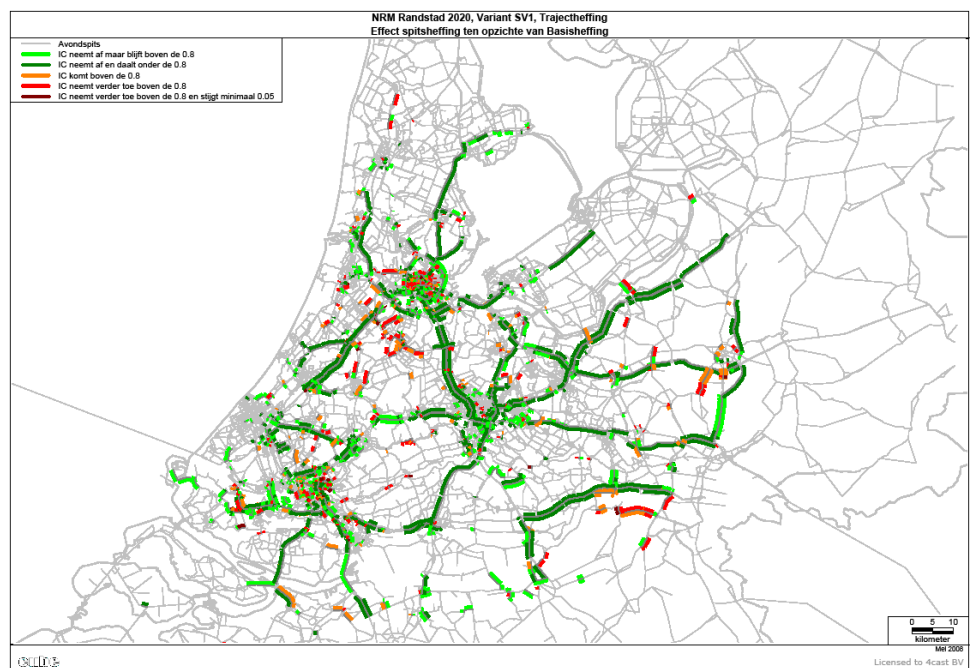 NRM Randstad 2020, Variant SV1, Trajectheffing
Effect spitsheffing ten opzichte van Basisheffing
Avondspits
IC neemt af maar blijft boven de 0.8
IC neemt af en daalt onder de 0.8
IC komt boven de 0.8
IC neemt verder toe boven de 0.8
IC neemt verder toe boven de 0.8 en stijgt minimaal 0.05
0 5 10
kilometer
Mei 2008
cube
Licensed to 4cast BV